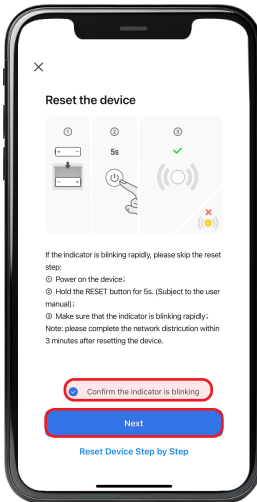 Reset the device
① ② ③
5s
If the indicator is blinking rapidly, please skip the reset
step:
① Power on the device;
② Hold the RESET button for 5s. (Subject to the user
manual);
③ Make sure that the indicator is blinking rapidly;
Note: please complete the network districution within
3 minutes after resetting the device.
Confirm the indicator is blinking
Next
Reset Device Step by Step